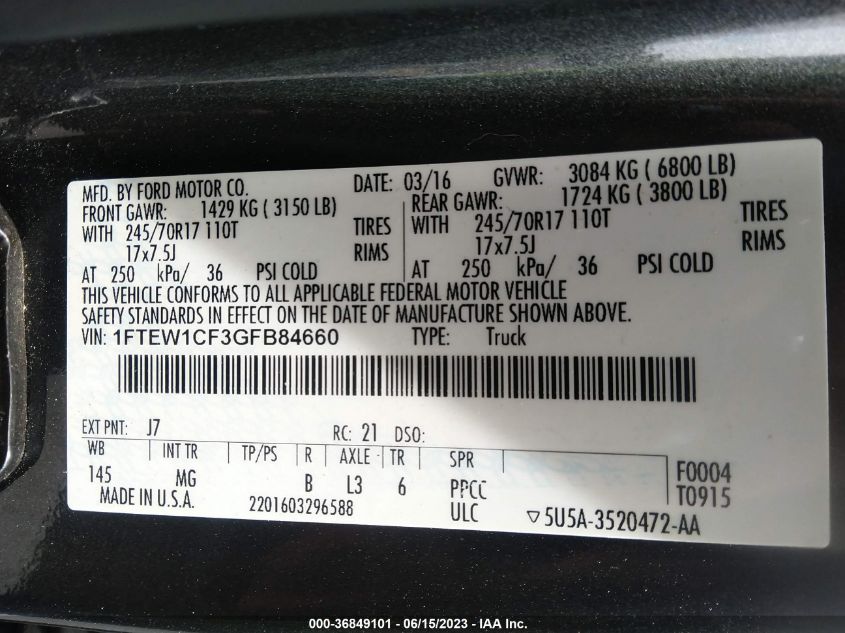 MFD. BY FORD MOTOR CO.
DATE: 03/16 GVWR: 3084 KG ( 6800 LB)
FRONT GAWR: 1429 KG ( 3150 LB)
WITH 245/70R17 110T TIRES
17x7.5J RIMS
AT 250 kPa/ 36 PSI COLD
REAR GAWR: 1724 KG ( 3800 LB)
WITH 245/70R17 110T TIRES
17x7.5J RIMS
AT 250 kPa/ 36 PSI COLD
THIS VEHICLE CONFORMS TO ALL APPLICABLE FEDERAL MOTOR VEHICLE
SAFETY STANDARDS IN EFFECT ON THE DATE OF MANUFACTURE SHOWN ABOVE.
VIN: 1FTEW1CF3GFB84660 TYPE: Truck
EXT PNT: J7 RC: 21 DSO:
WB INT TR TP/PS R AXLE TR SPR
145 MG B L3 6 PPCC
F0004
T0915
MADE IN U.S.A. 2201603296588 ULC ▽5U5A-3520472-AA
000-36849101 - 06/15/2023 - IAA Inc.